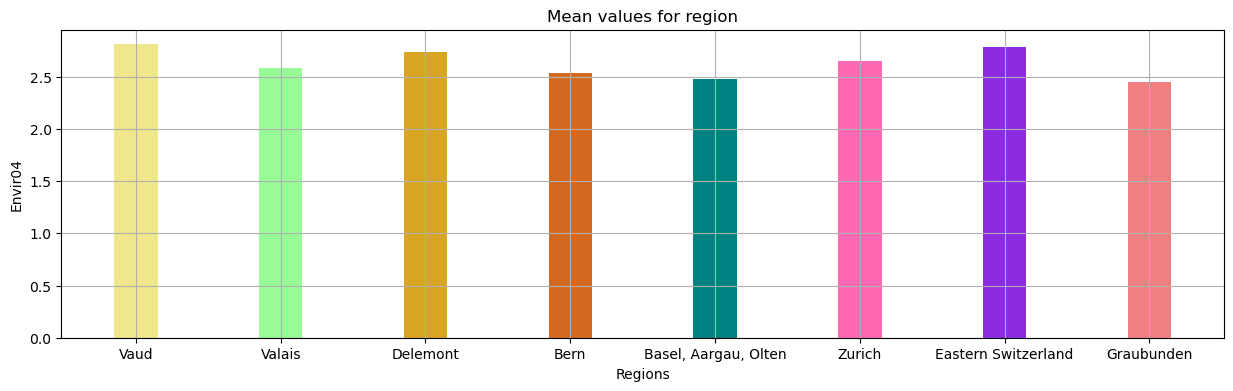 Mean values for region
Envir04
2.5
2.0
1.5
1.0
0.5
0.0
Vaud Valais Delemont Bern Basel, Aargau, Olten Zurich Eastern Switzerland Graubunden
Regions